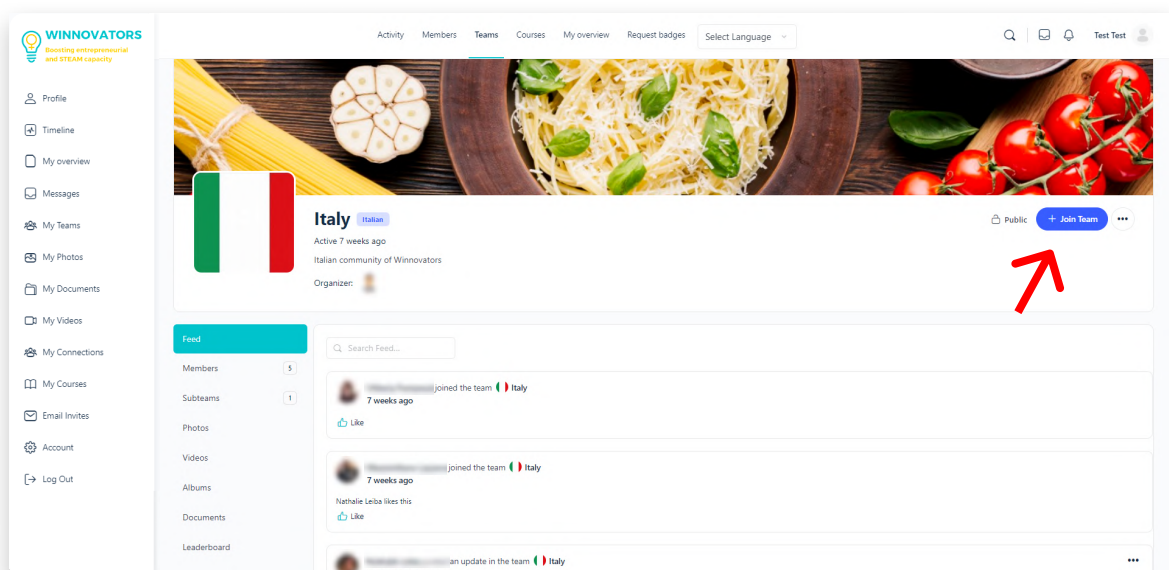 WINNOVATORS
Boosting entrepreneurial
and STEAM capacity
Activity Members Teams Courses My overview Request badges Select Language
Test Test
Profile
Timeline
My overview
Messages
My Teams
My Photos
My Documents
My Videos
My Connections
My Courses
Email Invites
Account
Log Out
Italy Italian
Active 7 weeks ago
Italian community of Winnovators
Organizer:
Public + Join Team
Feed
Members 5
Subteams 1
Photos
Videos
Albums
Documents
Leaderboard
Search Feed...
joined the team Italy
7 weeks ago
Like
joined the team Italy
7 weeks ago
Nathalie Leiba likes this
Like
an update in the team Italy